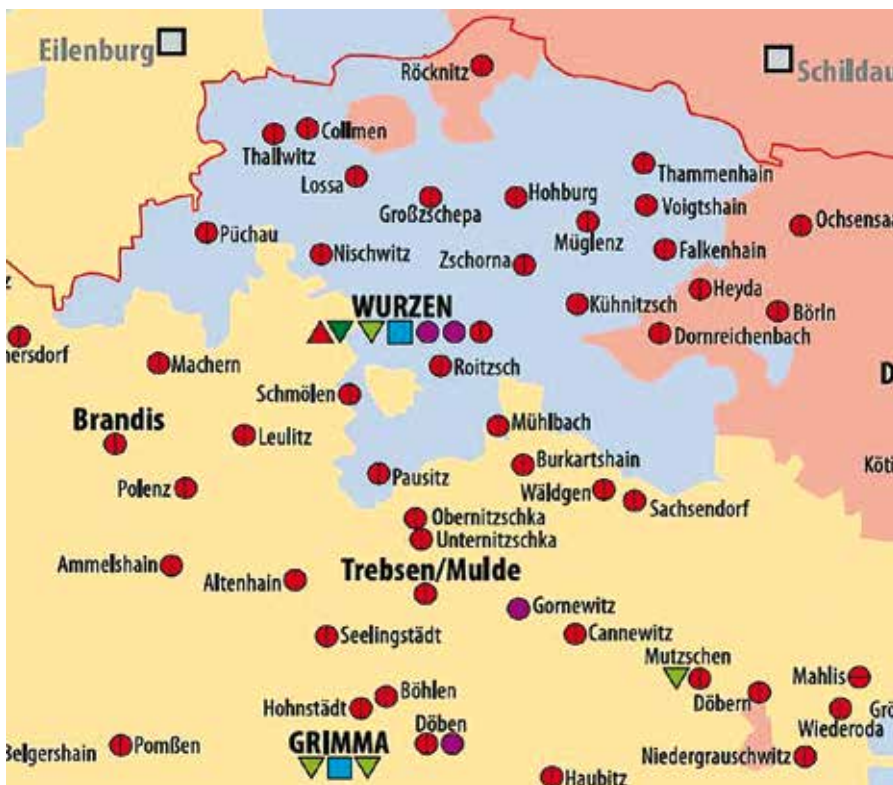 Eilenburg
Röcknitz
Schildau
Collmen
Thallwitz
Thammenhain
Lossa
Großzschepa
Hohburg
Voigtshain
Püchau
Müglenz
Ochsensaa
Nischwitz
Zschorna
Falkenhain
Heyda
WURZEN
Kühnitzsch
Börln
nersdorf
Machern
Dornreichenbach
Roitzsch
Schmölen
D
Brandis
Leulitz
Mühlbach
Pausitz
Burkartshain
Köti
Polenz
Wäldgen
Sachsendorf
Obernitzschka
Unternitzschka
Ammelshain
Altenhain
Trebsen/Mulde
Gornewitz
Seelingstädt
Cannewitz
Mutzschen
Mahlis
Böhlen
Döbern
Hohnstädt
Grö
Döben
Wiederoda
GRIMMA
Belgershain
Pomßen
Niedergrauschwitz
Haubitz